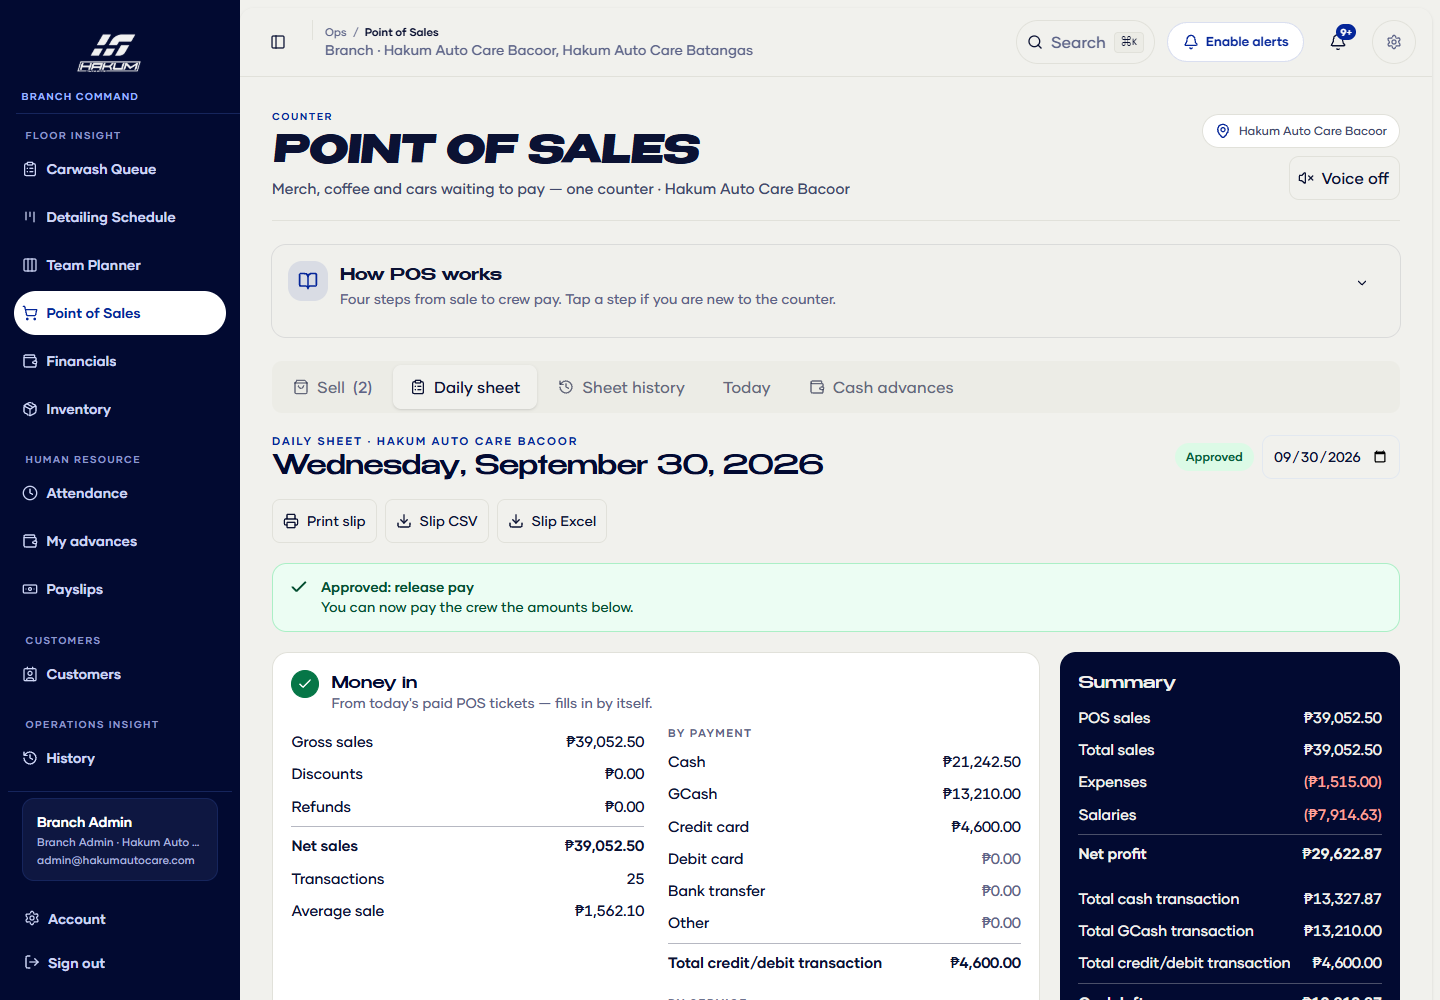 HAKUM
BRANCH COMMAND
FLOOR INSIGHT
Carwash Queue
Detailing Schedule
Team Planner
Point of Sales
Financials
Inventory
HUMAN RESOURCE
Attendance
My advances
Payslips
CUSTOMERS
Customers
OPERATIONS INSIGHT
History
Branch Admin
Branch Admin · Hakum Auto ...
admin@hakumautocare.com
Account
Sign out
Ops / Point of Sales
Branch · Hakum Auto Care Bacoor, Hakum Auto Care Batangas
Search ⌘K
Enable alerts
9+
COUNTER
POINT OF SALES
Merch, coffee and cars waiting to pay — one counter · Hakum Auto Care Bacoor
Hakum Auto Care Bacoor
Voice off
How POS works
Four steps from sale to crew pay. Tap a step if you are new to the counter.
Sell (2)
Daily sheet
Sheet history
Today
Cash advances
DAILY SHEET · HAKUM AUTO CARE BACOOR
Wednesday, September 30, 2026
Approved
09/30/2026
Print slip
Slip CSV
Slip Excel
Approved: release pay
You can now pay the crew the amounts below.
Money in
From today's paid POS tickets — fills in by itself.
Gross sales ₱39,052.50
Discounts ₱0.00
Refunds ₱0.00
Net sales ₱39,052.50
Transactions 25
Average sale ₱1,562.10
BY PAYMENT
Cash ₱21,242.50
GCash ₱13,210.00
Credit card ₱4,600.00
Debit card ₱0.00
Bank transfer ₱0.00
Other ₱0.00
Total credit/debit transaction ₱4,600.00
Summary
POS sales ₱39,052.50
Total sales ₱39,052.50
Expenses (₱1,515.00)
Salaries (₱7,914.63)
Net profit ₱29,622.87
Total cash transaction ₱13,327.87
Total GCash transaction ₱13,210.00
Total credit/debit transaction ₱4,600.00